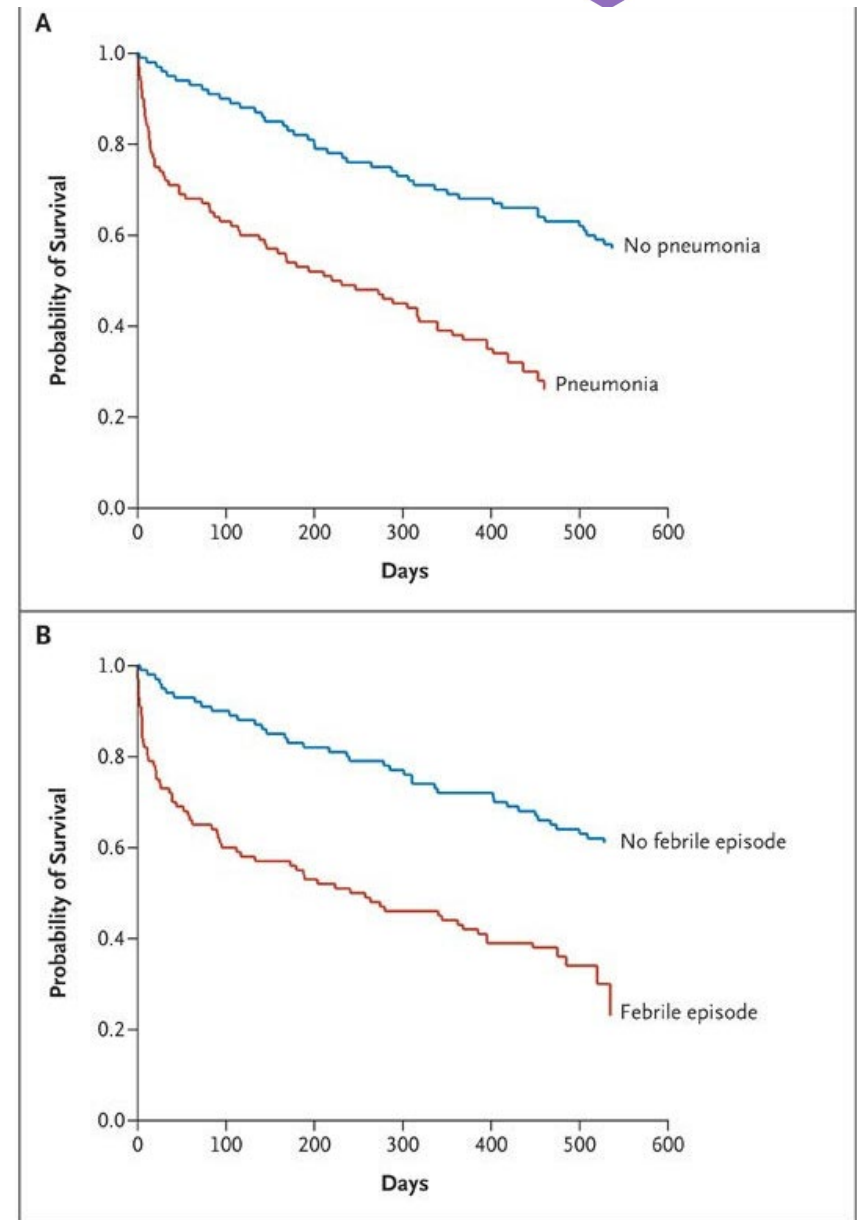 A
1.0
0.8
0.6
0.4
0.2
0.0
Probability of Survival
No pneumonia
Pneumonia
0 100 200 300 400 500 600
Days
B
1.0
0.8
0.6
0.4
0.2
0.0
Probability of Survival
No febrile episode
Febrile episode
0 100 200 300 400 500 600
Days